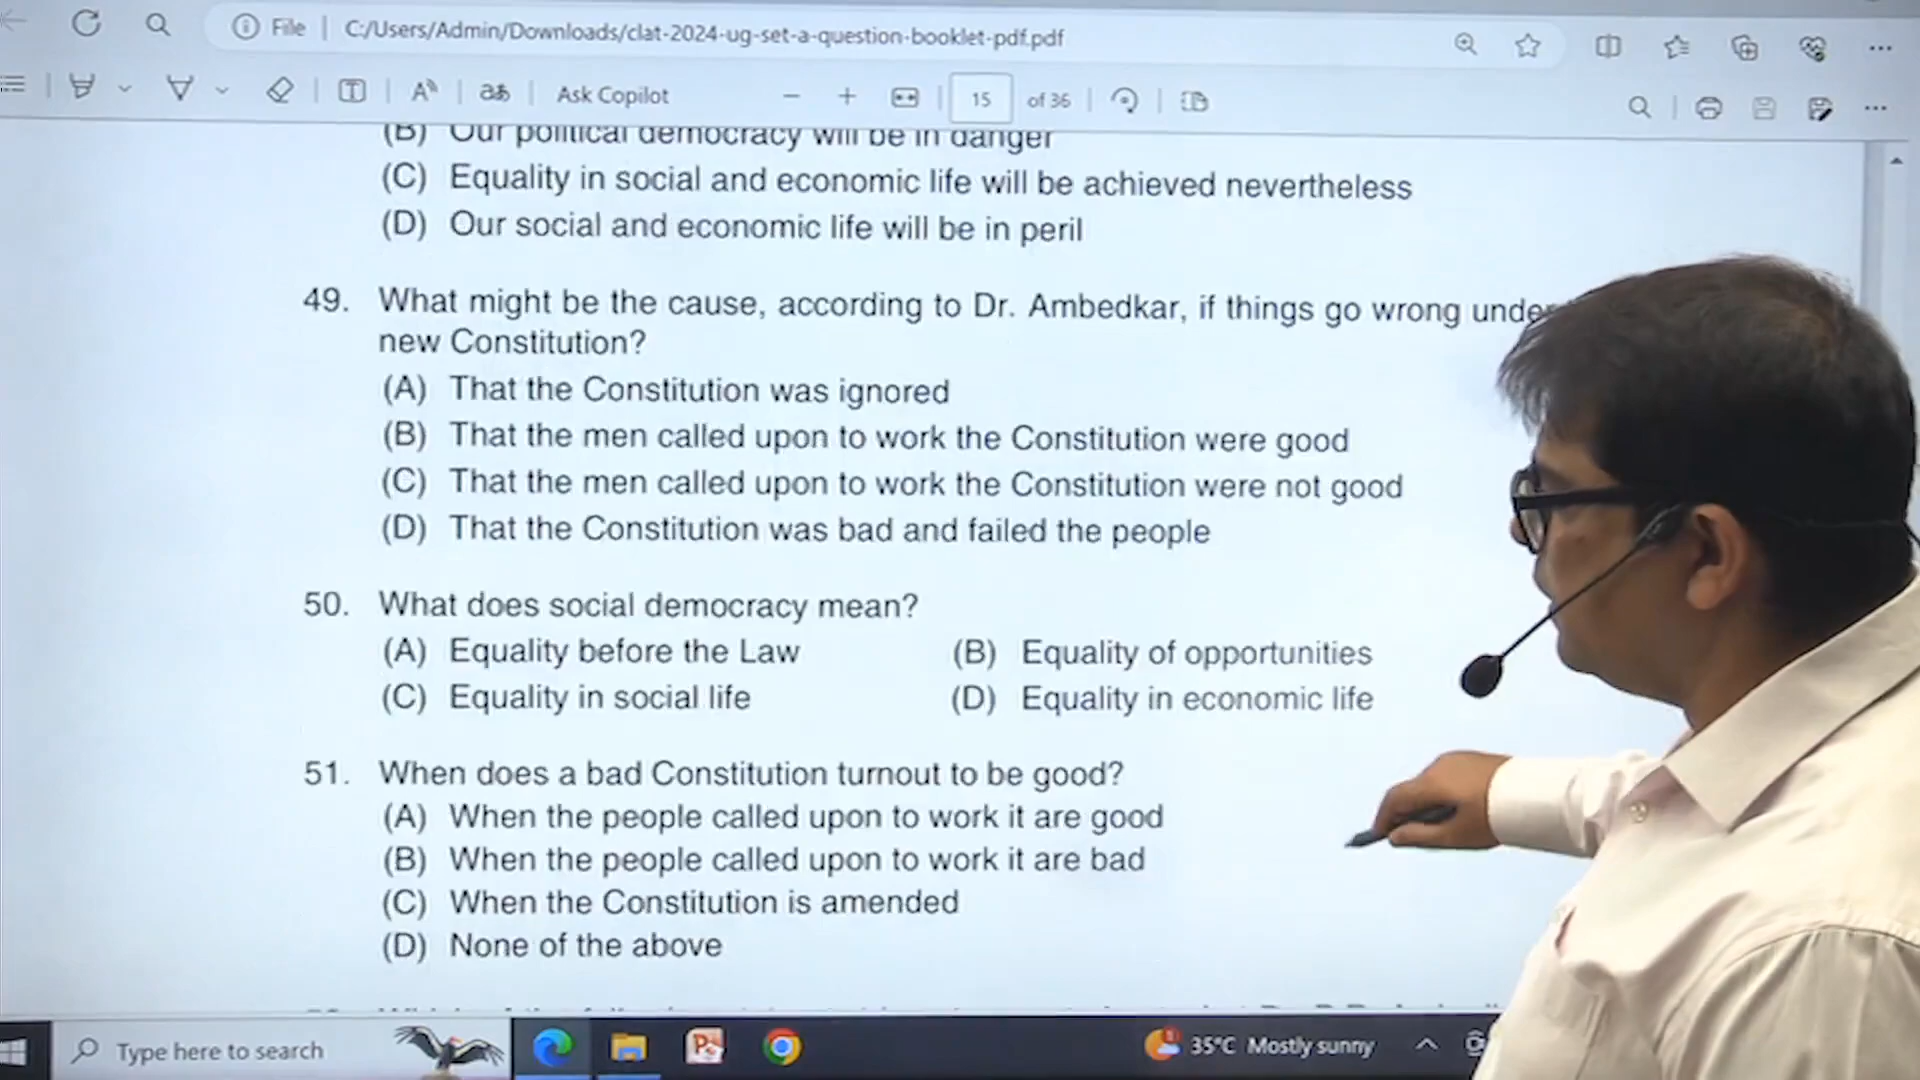 File
C:/Users/Admin/Downloads/clat-2024-ug-set-a-question-booklet-pdf.pdf
Ask Copilot
15
of 36
(B) Our political democracy will be in danger
(C) Equality in social and economic life will be achieved nevertheless
(D) Our social and economic life will be in peril
49. What might be the cause, according to Dr. Ambedkar, if things go wrong under
new Constitution?
(A) That the Constitution was ignored
(B) That the men called upon to work the Constitution were good
(C) That the men called upon to work the Constitution were not good
(D) That the Constitution was bad and failed the people
50. What does social democracy mean?
(A) Equality before the Law (B) Equality of opportunities
(C) Equality in social life (D) Equality in economic life
51. When does a bad Constitution turnout to be good?
(A) When the people called upon to work it are good
(B) When the people called upon to work it are bad
(C) When the Constitution is amended
(D) None of the above
Type here to search
35°C Mostly sunny